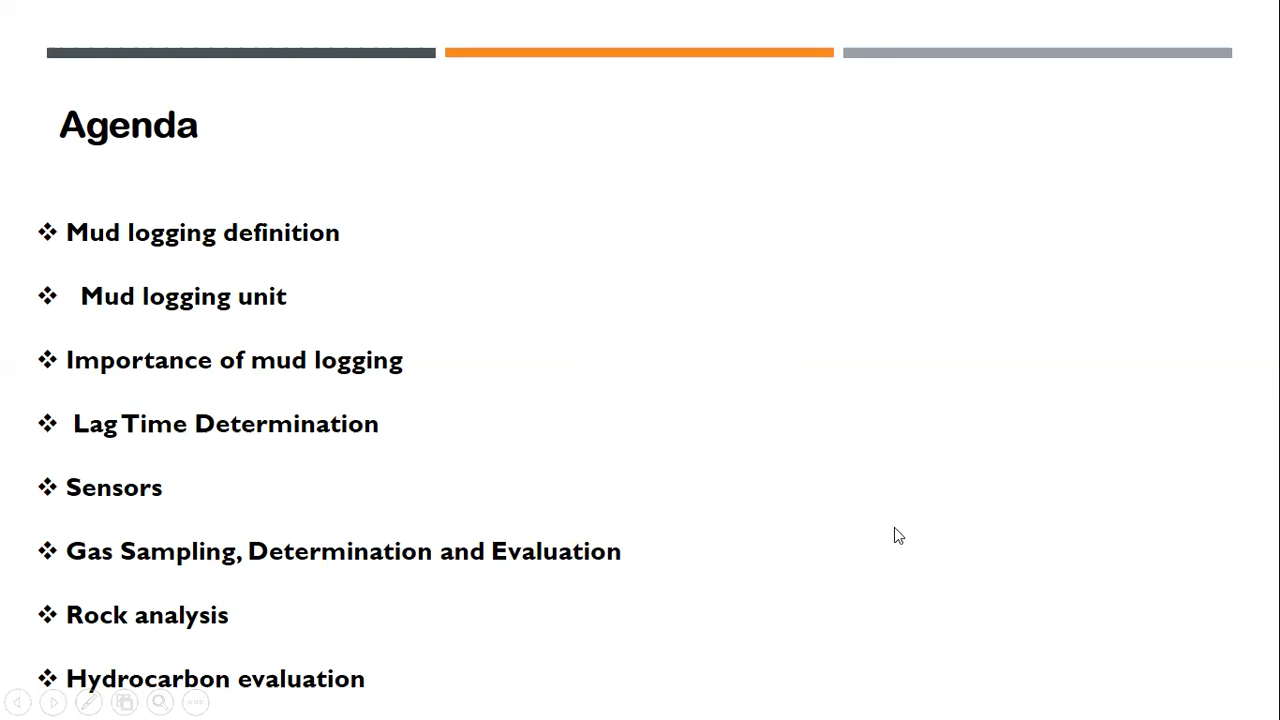 Agenda
❖ Mud logging definition
❖ Mud logging unit
❖ Importance of mud logging
❖ Lag Time Determination
❖ Sensors
❖ Gas Sampling, Determination and Evaluation
❖ Rock analysis
❖ Hydrocarbon evaluation